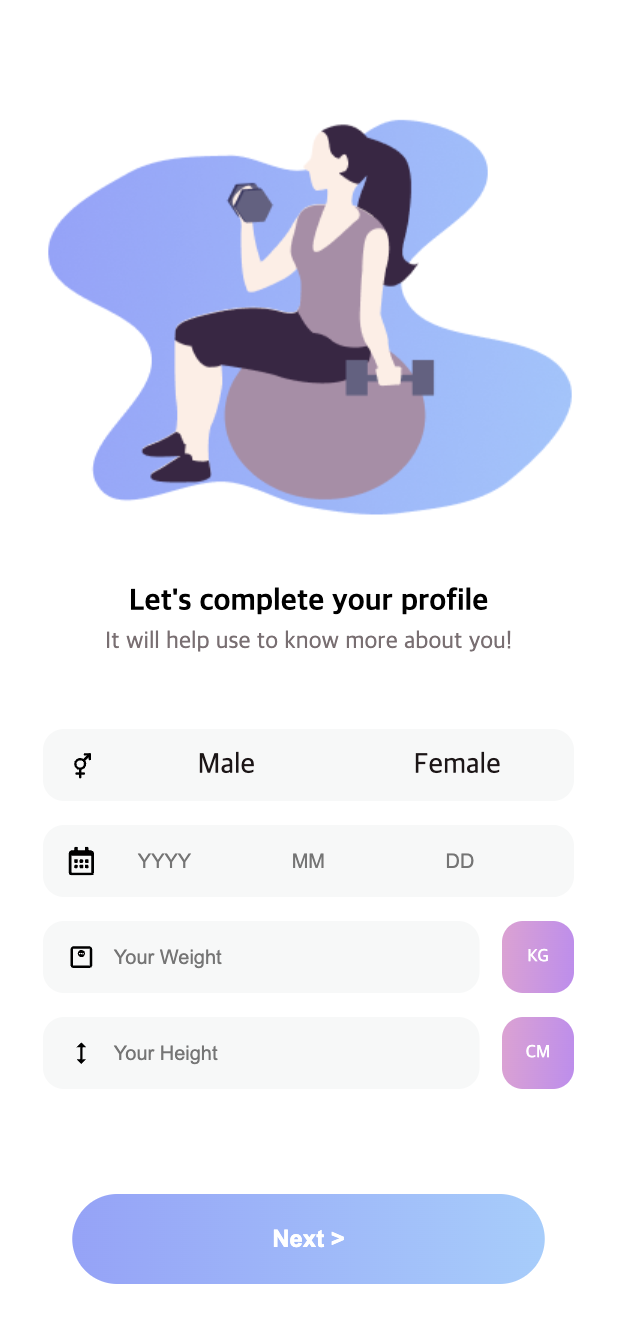 Let's complete your profile
It will help use to know more about you!
Male Female
YYYY MM DD
Your Weight KG
Your Height CM
Next >